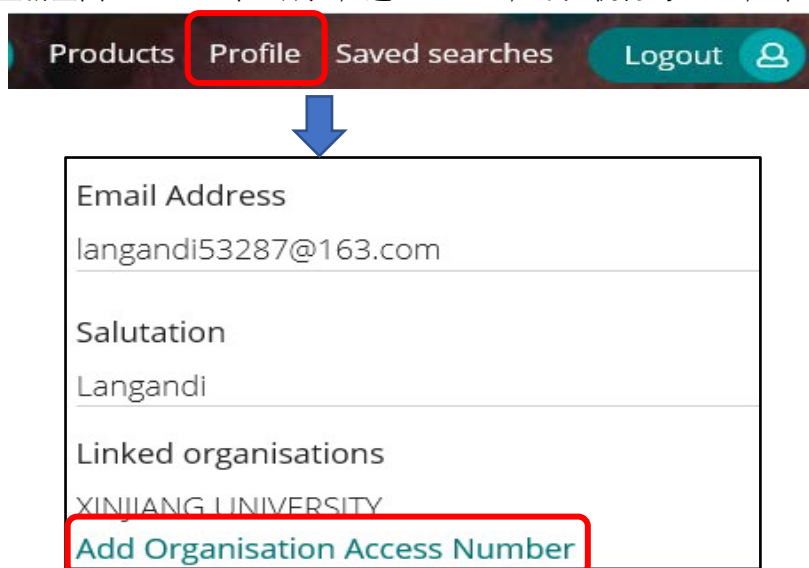 Products Profile Saved searches Logout
Email Address
langandi53287@163.com
Salutation
Langandi
Linked organisations
XINJIANG UNIVERSITY
Add Organisation Access Number